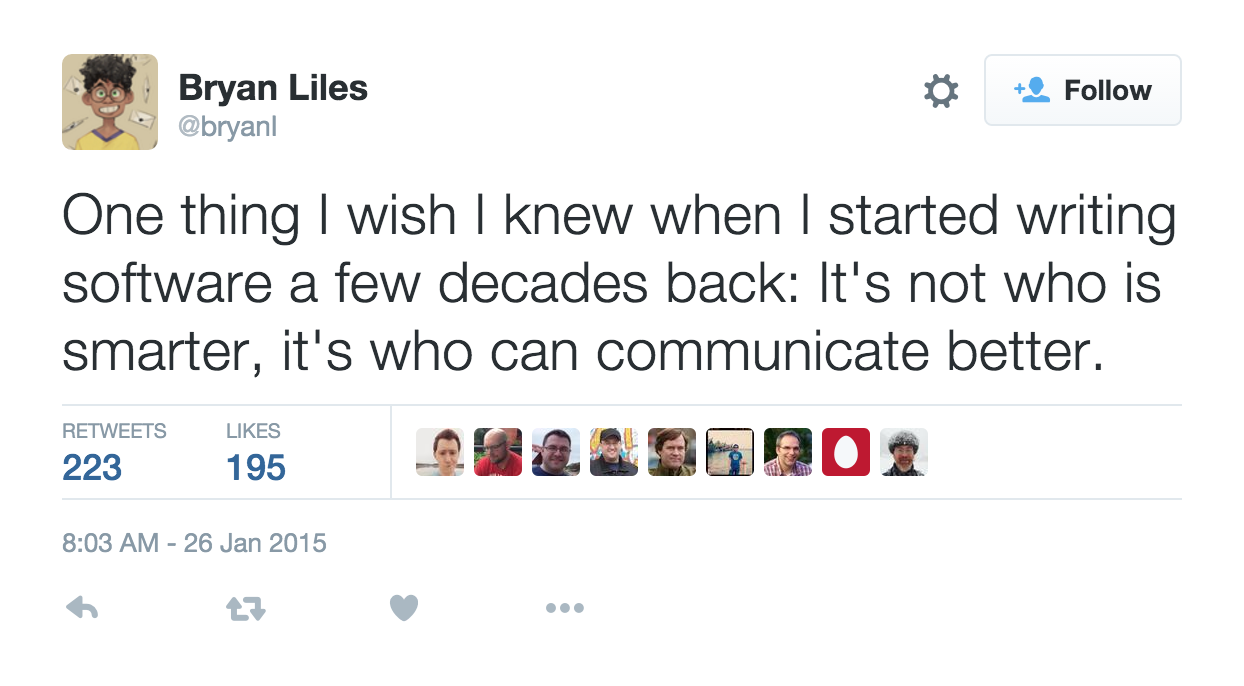 Bryan Liles
@bryanl
Follow
One thing I wish I knew when I started writing
software a few decades back: It's not who is
smarter, it's who can communicate better.
RETWEETS
LIKES
223
195
8:03 AM - 26 Jan 2015